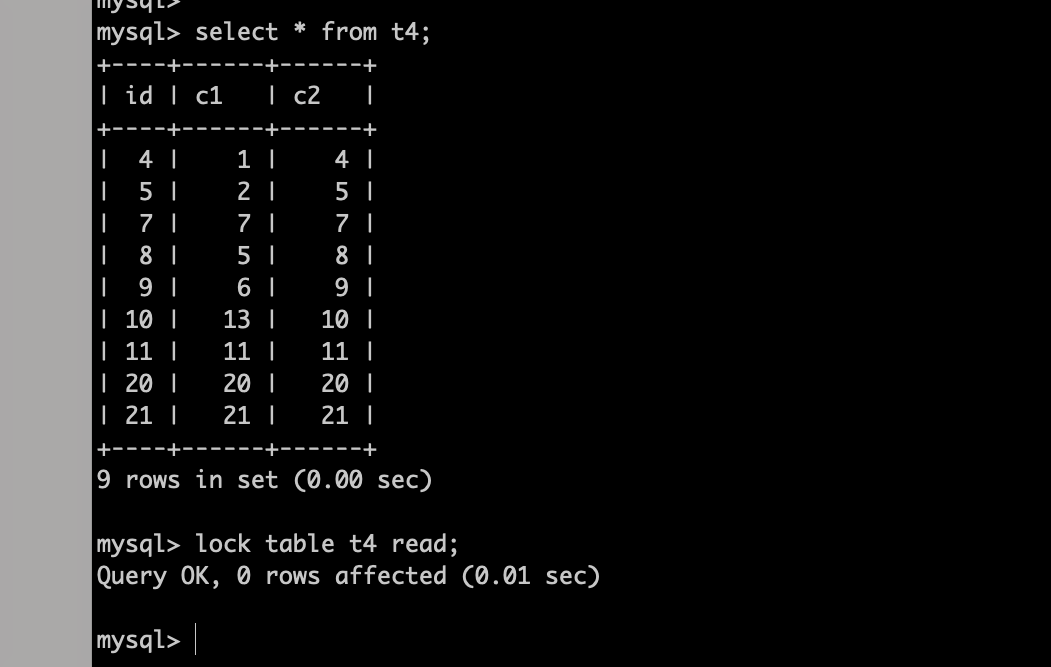 mysql>
mysql> select * from t4;
+----+------+------+
| id | c1   | c2   |
+----+------+------+
|  4 |    1 |    4 |
|  5 |    2 |    5 |
|  7 |    7 |    7 |
|  8 |    5 |    8 |
|  9 |    6 |    9 |
| 10 |   13 |   10 |
| 11 |   11 |   11 |
| 20 |   20 |   20 |
| 21 |   21 |   21 |
+----+------+------+
9 rows in set (0.00 sec)

mysql> lock table t4 read;
Query OK, 0 rows affected (0.01 sec)

mysql>